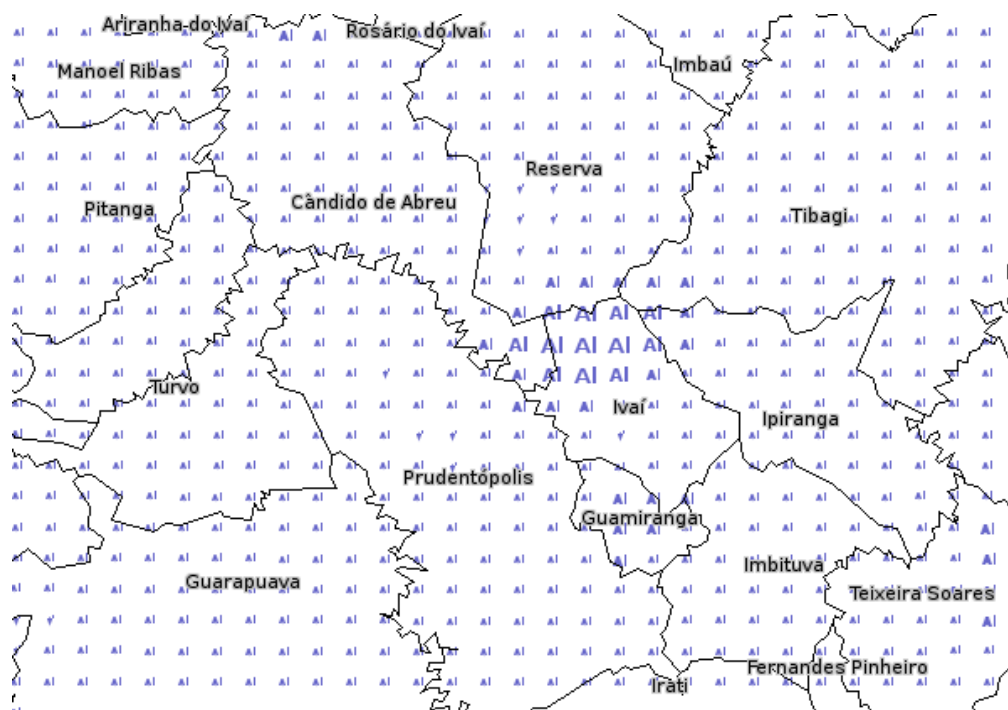 Ariranha do Ivaí
Rosário do Ivaí
Manoel Ribas
Imbaú
Reserva
Pitanga
Cândido de Abreu
Tibagi
Turvo
Ivaí
Ipiranga
Prudentópolis
Guamiranga
Guarapuava
Imbituva
Teixeira Soares
Fernandes Pinheiro
Irati